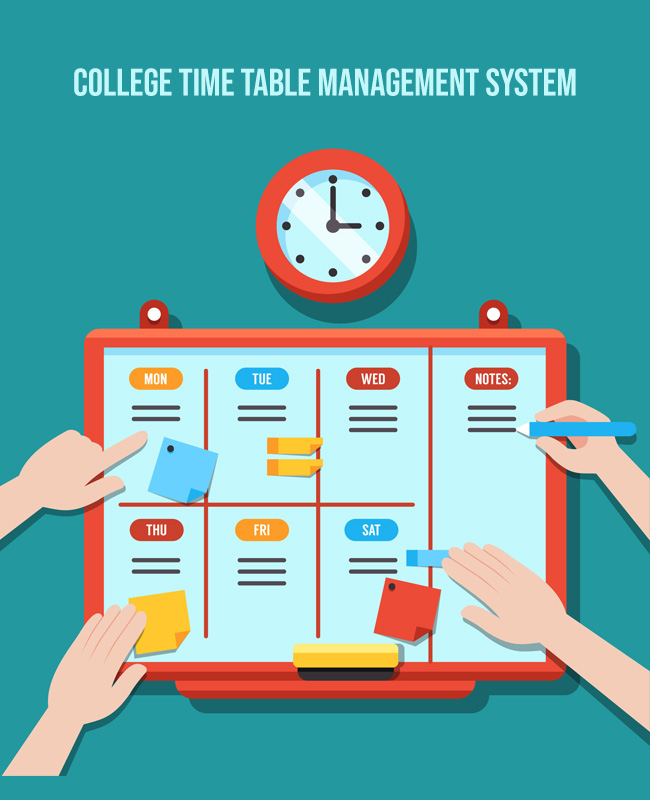 COLLEGE TIME TABLE MANAGEMENT SYSTEM
MON
TUE
WED
NOTES:
THU
FRI
SAT